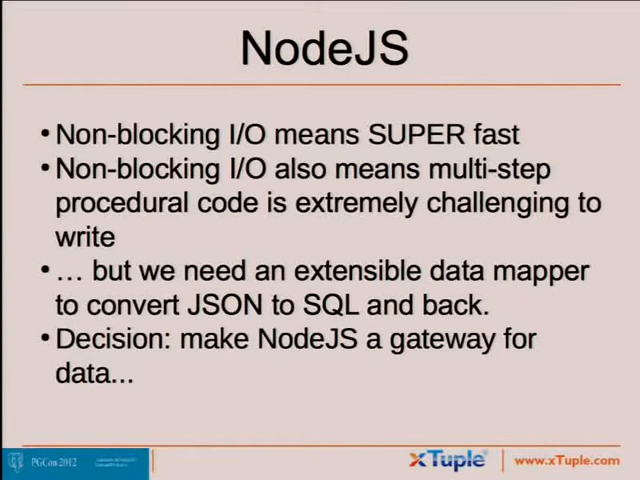 NodeJS
• Non-blocking I/O means SUPER fast
• Non-blocking I/O also means multi-step
procedural code is extremely challenging to
write
• … but we need an extensible data mapper
to convert JSON to SQL and back.
• Decision: make NodeJS a gateway for
data...
PGCon 2012
xTuple
www.xTuple.com